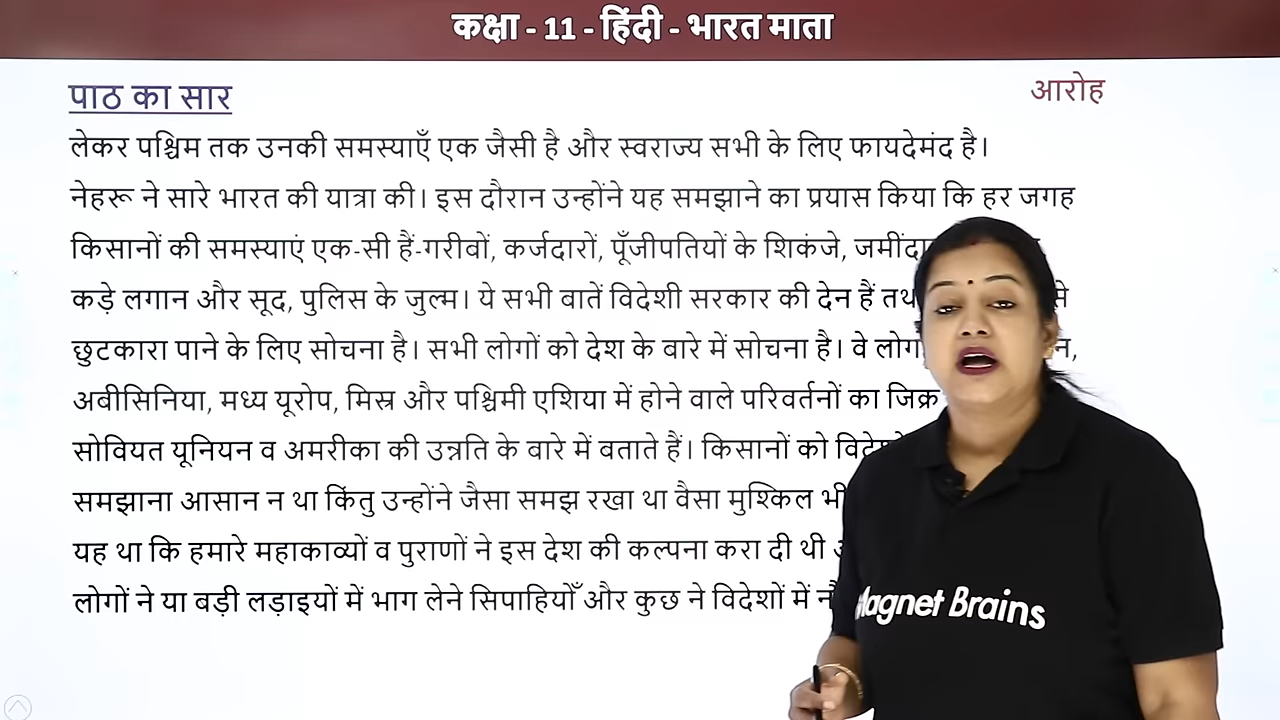 कक्षा - 11 - हिंदी - भारत माता
पाठ का सार
आरोह
लेकर पश्चिम तक उनकी समस्याएँ एक जैसी है और स्वराज्य सभी के लिए फायदेमंद है।
नेहरू ने सारे भारत की यात्रा की। इस दौरान उन्होंने यह समझाने का प्रयास किया कि हर जगह
किसानों की समस्याएं एक-सी हैं-गरीबों, कर्जदारों, पूँजीपतियों के शिकंजे,
कड़े लगान और सूद, पुलिस के जुल्म। ये सभी बातें विदेशी सरकार की देन हैं से
छुटकारा पाने के लिए सोचना है। सभी लोगों को देश के बारे में सोचना है। वे लोग
अबीसिनिया, मध्य यूरोप, मिस्र और पश्चिमी एशिया में होने वाले परिवर्तनों का जिक्र
सोवियत यूनियन व अमरीका की उन्नति के बारे में वताते हैं। किसानों को
समझाना आसान न था किंतु उन्होंने जैसा समझ रखा था वैसा मुश्किल भी
यह था कि हमारे महाकाव्यों व पुराणों ने इस देश की कल्पना करा दी थी
लोगों ने या बड़ी लड़ाइयों में भाग लेने सिपाहियोँ और कुछ ने विदेशों में
Magnet Brains